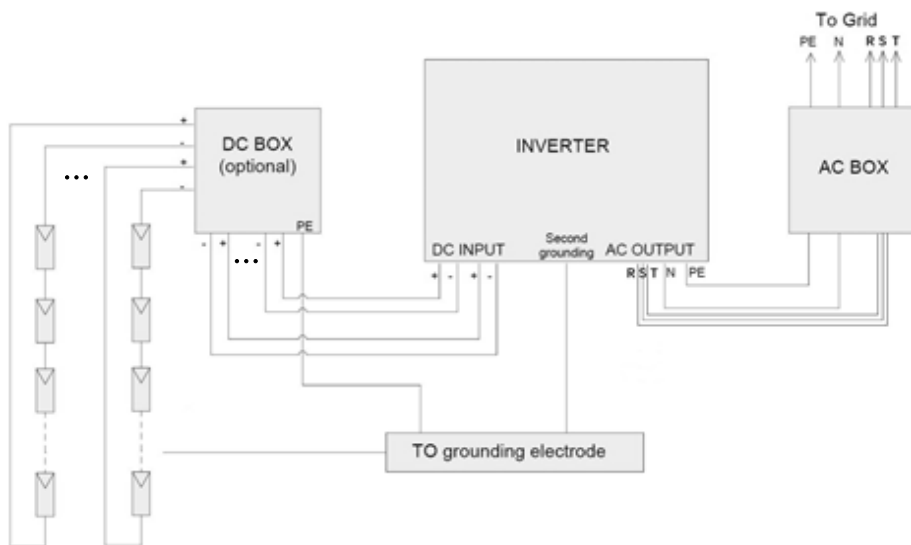 To Grid
PE N R S T
+
-
+
-
...
DC BOX
(optional)
PE
INVERTER
AC BOX
- + - +
...
DC INPUT
Second
grounding
AC OUTPUT
+ - + -
R S T N PE
TO grounding electrode